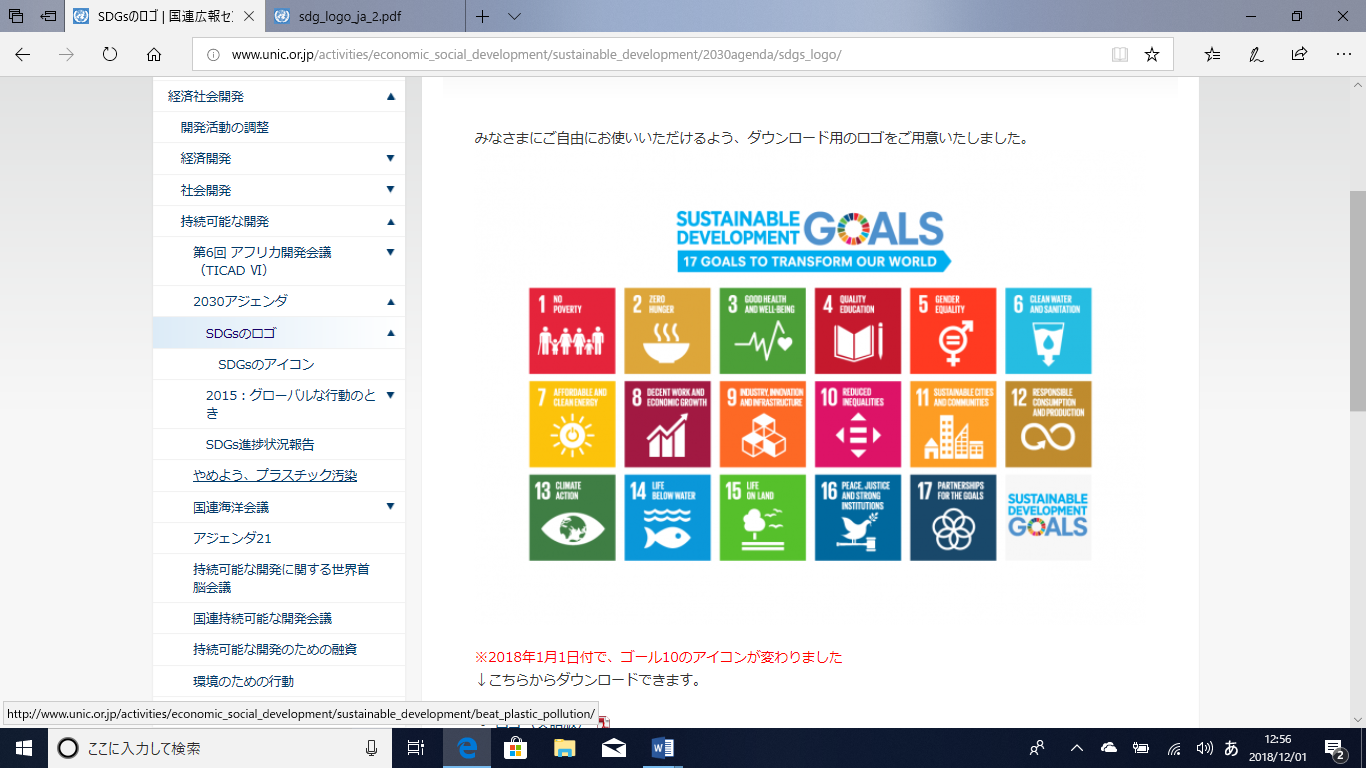 SDGsのロゴ | 国連広報セ
sdg_logo_ja_2.pdf
www.unic.or.jp/activities/economic_social_development/sustainable_development/2030agenda/sdgs_logo/
経済社会開発
開発活動の調整
経済開発
社会開発
持続可能な開発
第6回 アフリカ開発会議
（TICAD Ⅵ）
2030アジェンダ
SDGsのロゴ
SDGsのアイコン
2015：グローバルな行動のと
き
SDGs進捗状況報告
やめよう、プラスチック汚染
国連海洋会議
アジェンダ21
持続可能な開発に関する世界首
脳会議
国連持続可能な開発会議
持続可能な開発のための融資
環境のための行動
みなさまにご自由にお使いいただけるよう、ダウンロード用のロゴをご用意いたしました。
SUSTAINABLE
DEVELOPMENT
GOALS
17 GOALS TO TRANSFORM OUR WORLD
1 NO
POVERTY
2 ZERO
HUNGER
3 GOOD HEALTH
AND WELL-BEING
4 QUALITY
EDUCATION
5 GENDER
EQUALITY
6 CLEAN WATER
AND SANITATION
7 AFFORDABLE AND
CLEAN ENERGY
8 DECENT WORK AND
ECONOMIC GROWTH
9 INDUSTRY, INNOVATION
AND INFRASTRUCTURE
10 REDUCED
INEQUALITIES
11 SUSTAINABLE CITIES
AND COMMUNITIES
12 RESPONSIBLE
CONSUMPTION
AND PRODUCTION
13 CLIMATE
ACTION
14 LIFE
BELOW WATER
15 LIFE
ON LAND
16 PEACE, JUSTICE
AND STRONG
INSTITUTIONS
17 PARTNERSHIPS
FOR THE GOALS
SUSTAINABLE
DEVELOPMENT
GOALS
※2018年1月1日付で、ゴール10のアイコンが変わりました
↓こちらからダウンロードできます。
http://www.unic.or.jp/activities/economic_social_development/sustainable_development/beat_plastic_pollution/
ここに入力して検索
あ
12:56
2018/12/01
2